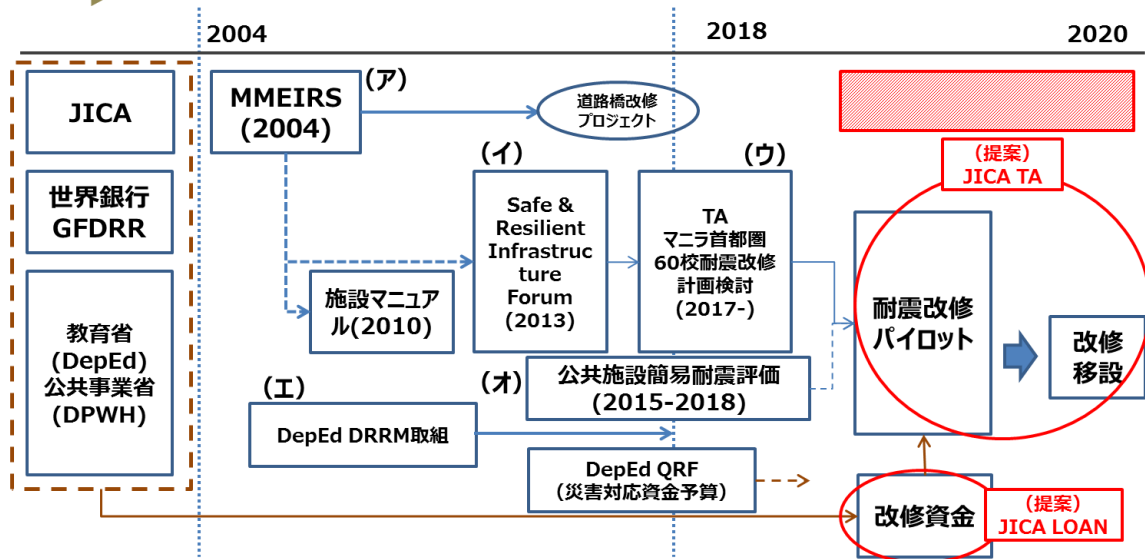 2004
2018
2020
JICA
世界銀行
GFDRR
教育省
(DepEd)
公共事業省
(DPWH)
MMEIRS
(2004)
(ア)
道路橋改修
プロジェクト
(イ)
Safe &
Resilient
Infrastruc
ture
Forum
(2013)
(ウ)
TA
マニラ首都圏
60校耐震改修
計画検討
(2017-)
施設マニュア
ル(2010)
(エ)
DepEd DRRM取組
(オ)
公共施設簡易耐震評価
(2015-2018)
DepEd QRF
(災害対応資金予算)
(提案)
JICA TA
耐震改修
パイロット
改修
移設
改修資金
(提案)
JICA LOAN